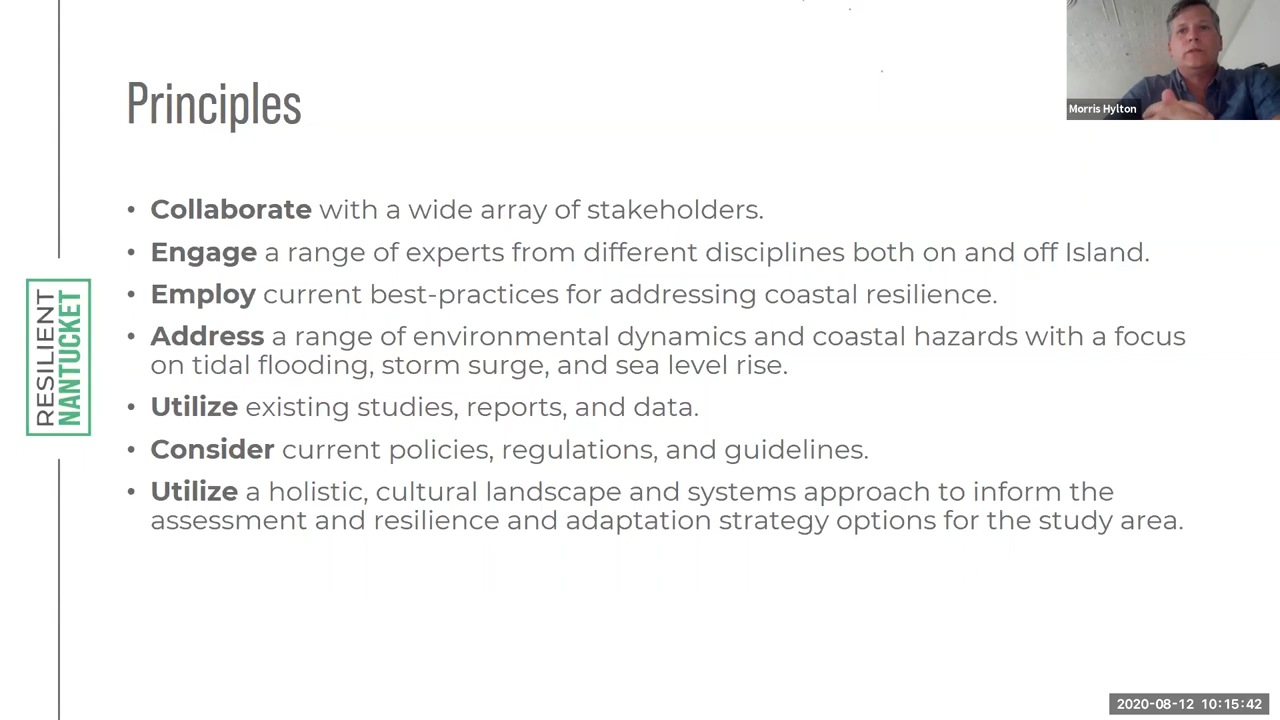 Principles
Morris Hylton
• Collaborate with a wide array of stakeholders.
• Engage a range of experts from different disciplines both on and off Island.
• Employ current best-practices for addressing coastal resilience.
• Address a range of environmental dynamics and coastal hazards with a focus
on tidal flooding, storm surge, and sea level rise.
• Utilize existing studies, reports, and data.
• Consider current policies, regulations, and guidelines.
• Utilize a holistic, cultural landscape and systems approach to inform the
assessment and resilience and adaptation strategy options for the study area.
RESILIENT
NANTUCKET
2020-08-12 10:15:42